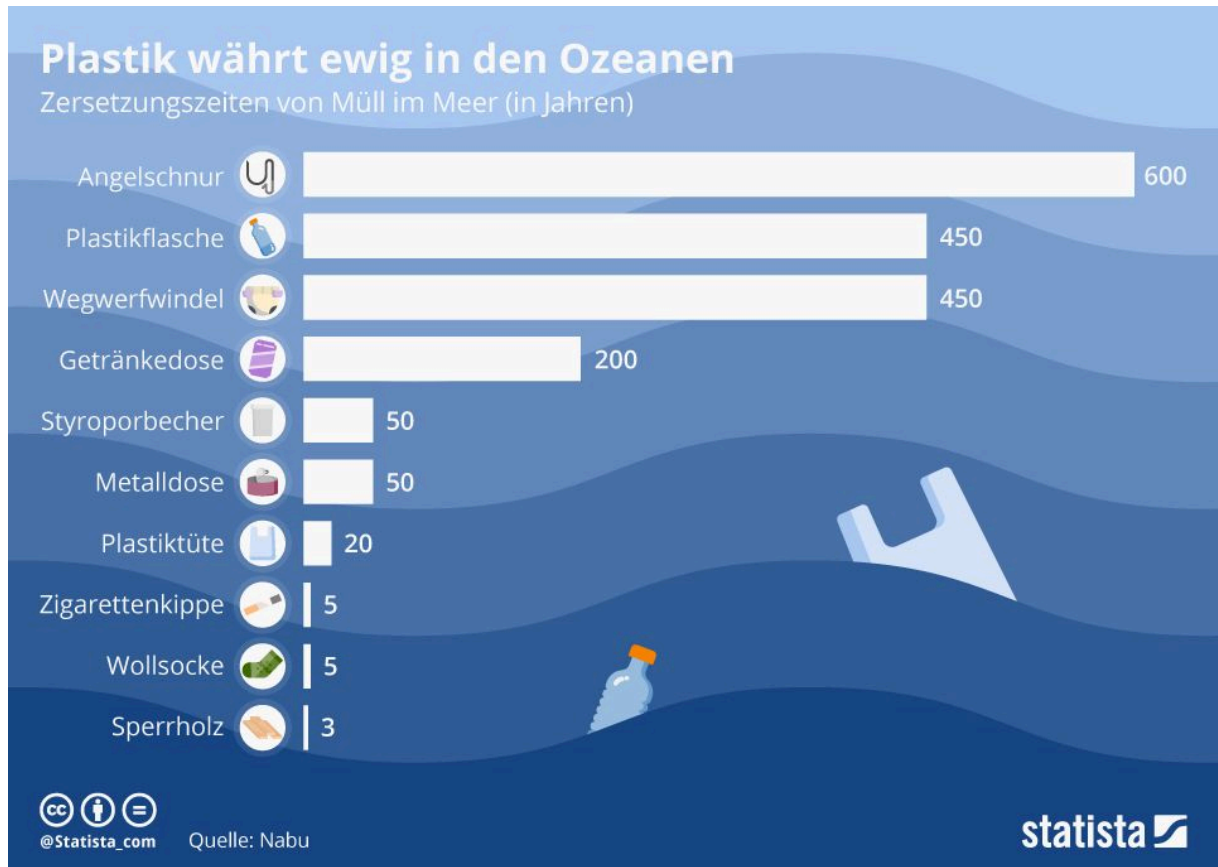 Plastik währt ewig in den Ozeanen
Zersetzungszeiten von Müll im Meer (in Jahren)
Angelschnur 600
Plastikflasche 450
Wegwerfwindel 450
Getränkedose 200
Styroporbecher 50
Metalldose 50
Plastiktüte 20
Zigarettenkippe 5
Wollsocke 5
Sperrholz 3
cc
@Statista_com Quelle: Nabu
statista